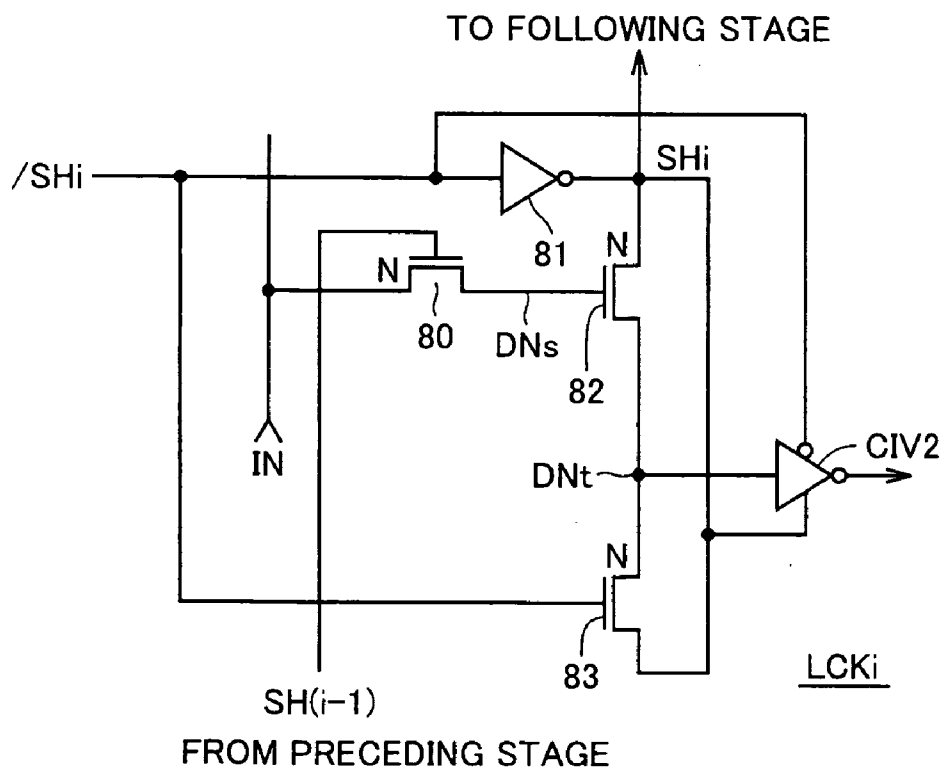 TO FOLLOWING STAGE
/SHi
SHi
81
N
N
80
DNs
82
IN
CIV2
DNt
N
83
LCKi
SH(i-1)
FROM PRECEDING STAGE